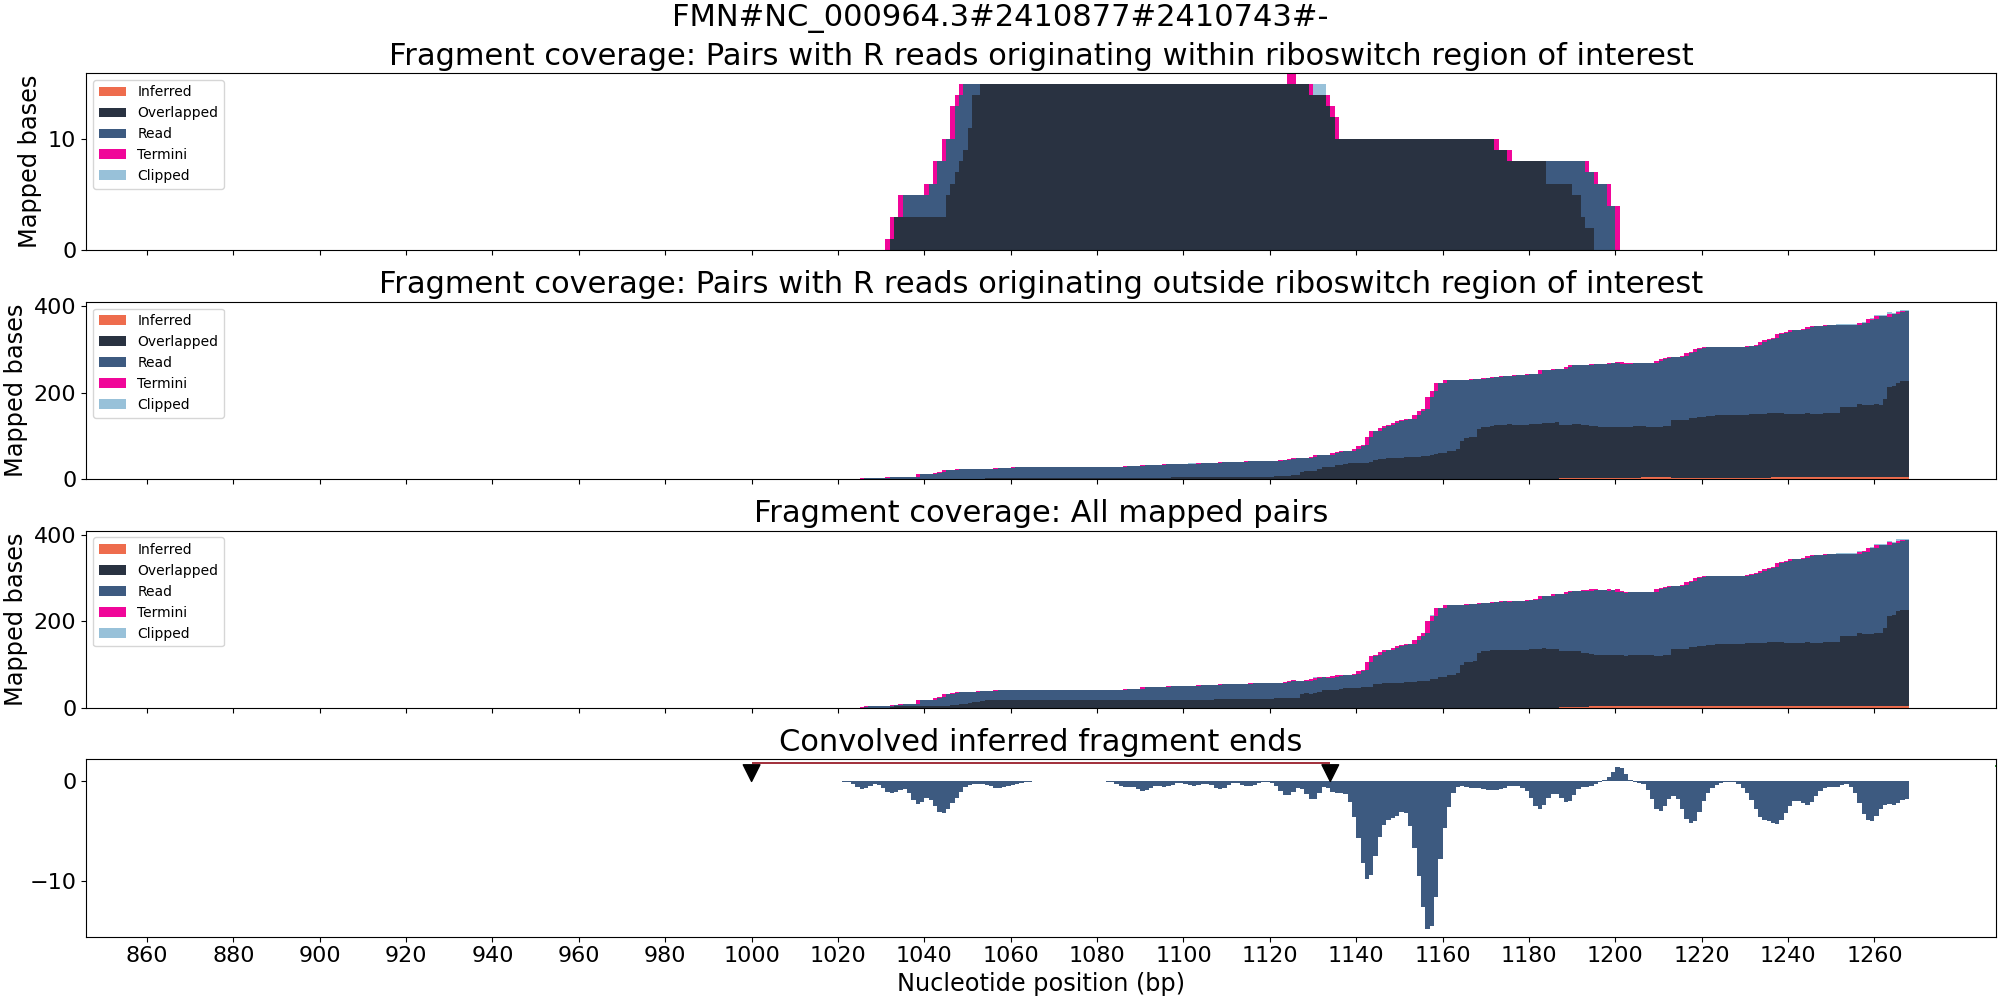 FMN#NC_000964.3#2410877#2410743#-
Fragment coverage: Pairs with R reads originating within riboswitch region of interest
Mapped bases
10
0
Inferred
Overlapped
Read
Termini
Clipped
Fragment coverage: Pairs with R reads originating outside riboswitch region of interest
Mapped bases
400
200
0
Inferred
Overlapped
Read
Termini
Clipped
Fragment coverage: All mapped pairs
Mapped bases
400
200
0
Inferred
Overlapped
Read
Termini
Clipped
Convolved inferred fragment ends
0
−10
860 880 900 920 940 960 980 1000 1020 1040 1060 1080 1100 1120 1140 1160 1180 1200 1220 1240 1260
Nucleotide position (bp)